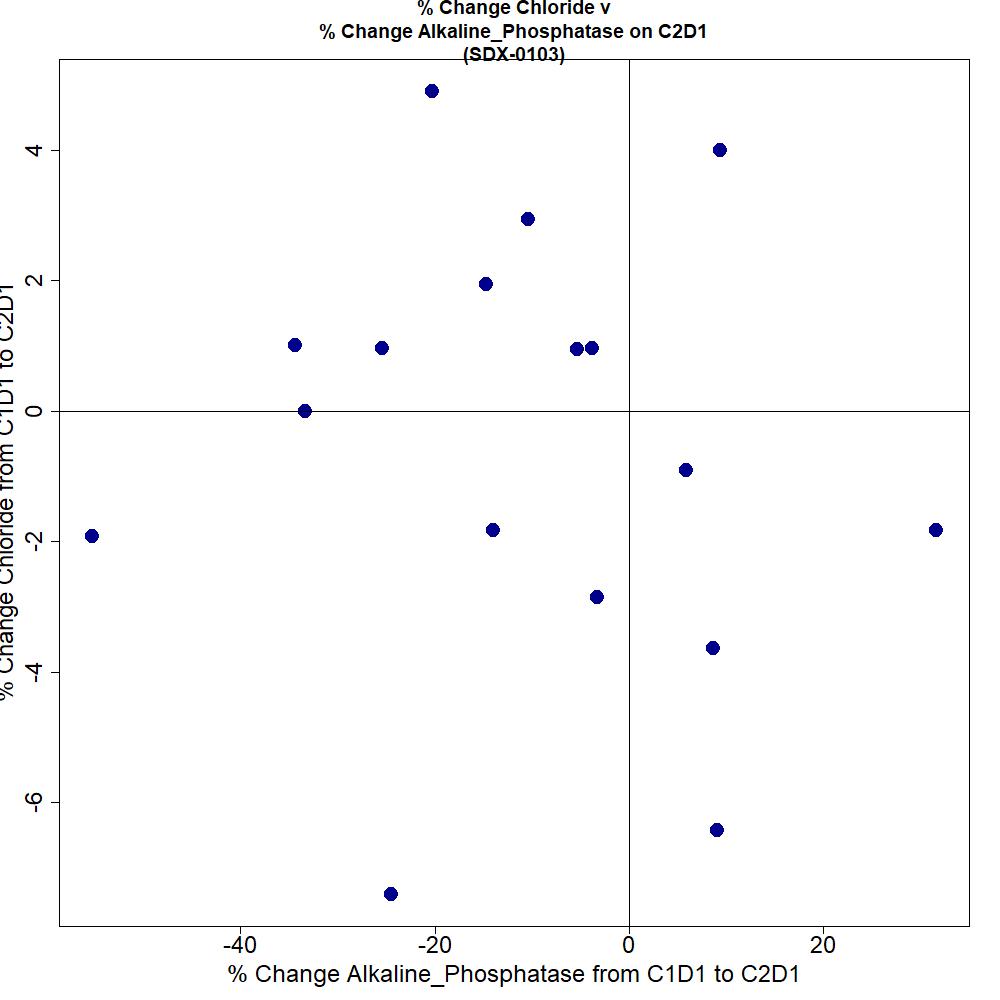 % Change Chloride v
% Change Alkaline_Phosphatase on C2D1
(SDX-0103)
% Change Chloride from C1D1 to C2D1
4
2
0
-2
-4
-6
-40
-20
0
20
% Change Alkaline_Phosphatase from C1D1 to C2D1